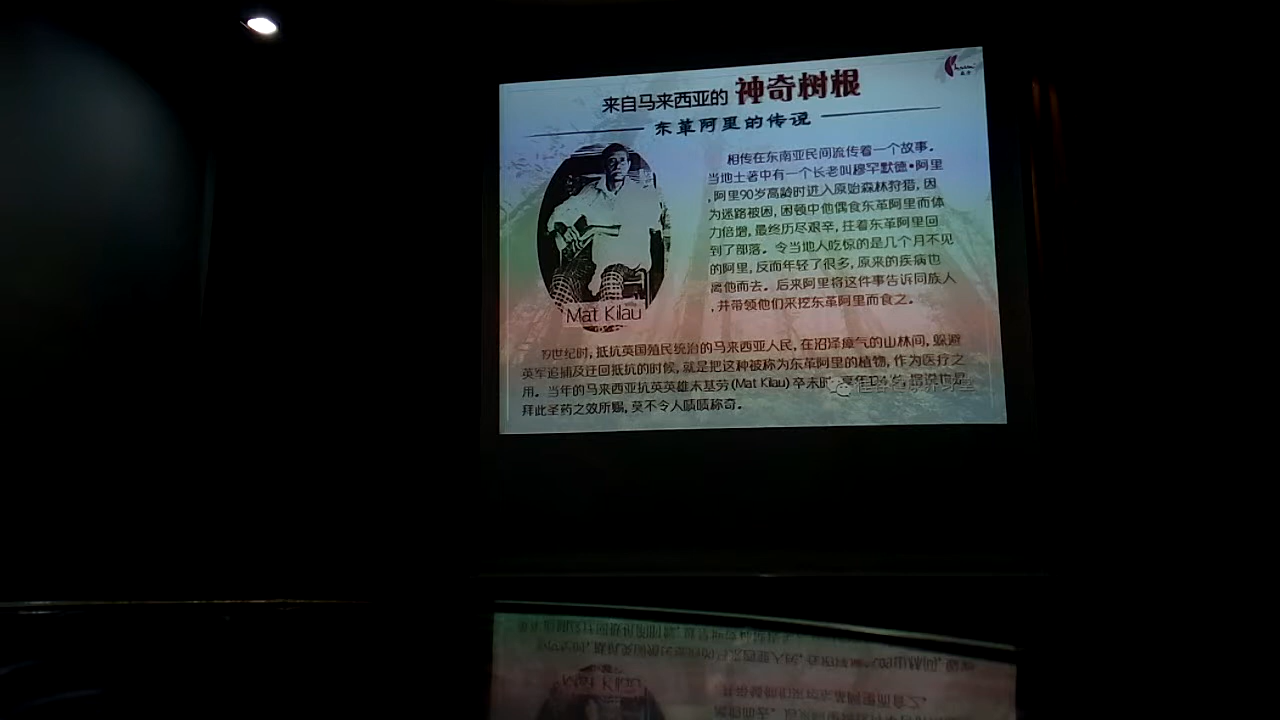 来自马来西亚的 神奇树根
东革阿里的传说
相传在东南亚民间流传着一个故事。
当地土著中有一个长老叫穆罕默德•阿里
,阿里90岁高龄时进入原始森林狩猎, 因
为迷路被困, 困顿中他偶食东革阿里而体
力倍增, 最终历尽艰辛, 拄着东革阿里回
到了部落。令当地人吃惊的是几个月不见
的阿里, 反而年轻了很多, 原来的疾病也
离他而去。后来阿里将这件事告诉同族人
, 并带领他们来挖东革阿里而食之。
Mat Kilau
19世纪时, 抵抗英国殖民统治的马来西亚人民, 在沼泽瘴气的山林间, 躲避
英军追捕及迂回抵抗的时候, 就是把这种被称为东革阿里的植物, 作为医疗之
用。当年的马来西亚抗英英雄末基劳(Mat Kilau) 卒未时
拜此圣药之效所赐, 莫不令人啧啧称奇。